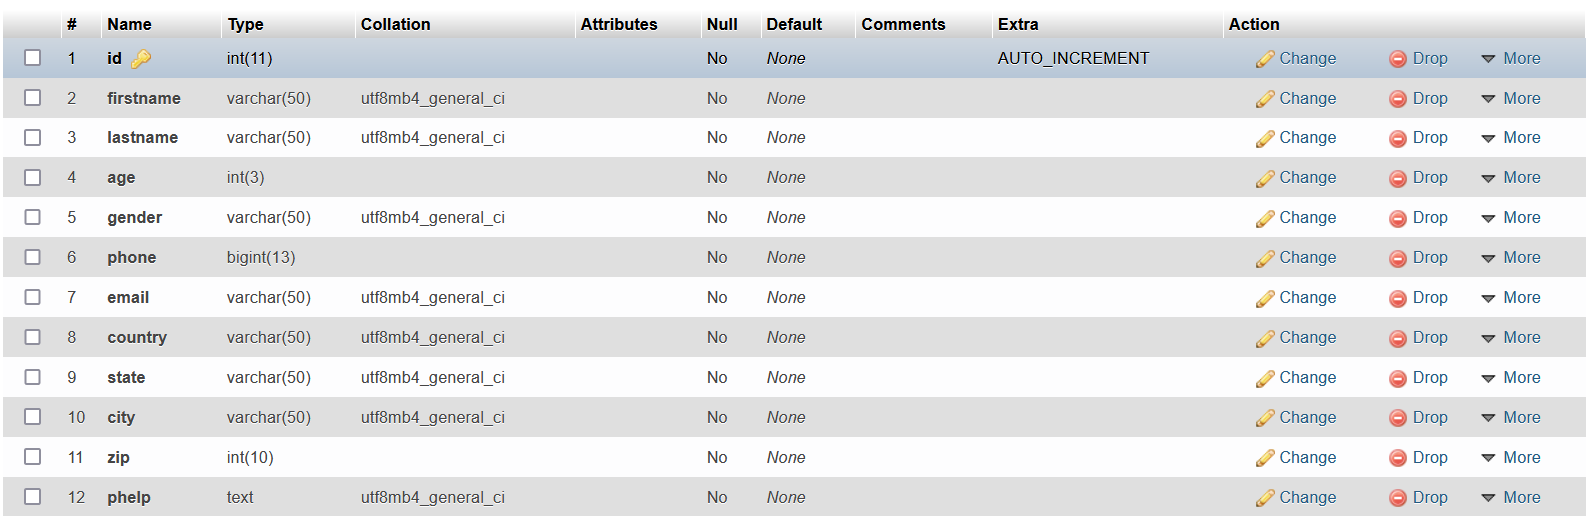 # Name Type Collation Attributes Null Default Comments Extra Action
1 id int(11) No None AUTO_INCREMENT Change Drop More
2 firstname varchar(50) utf8mb4_general_ci No None Change Drop More
3 lastname varchar(50) utf8mb4_general_ci No None Change Drop More
4 age int(3) No None Change Drop More
5 gender varchar(50) utf8mb4_general_ci No None Change Drop More
6 phone bigint(13) No None Change Drop More
7 email varchar(50) utf8mb4_general_ci No None Change Drop More
8 country varchar(50) utf8mb4_general_ci No None Change Drop More
9 state varchar(50) utf8mb4_general_ci No None Change Drop More
10 city varchar(50) utf8mb4_general_ci No None Change Drop More
11 zip int(10) No None Change Drop More
12 phelp text utf8mb4_general_ci No None Change Drop More